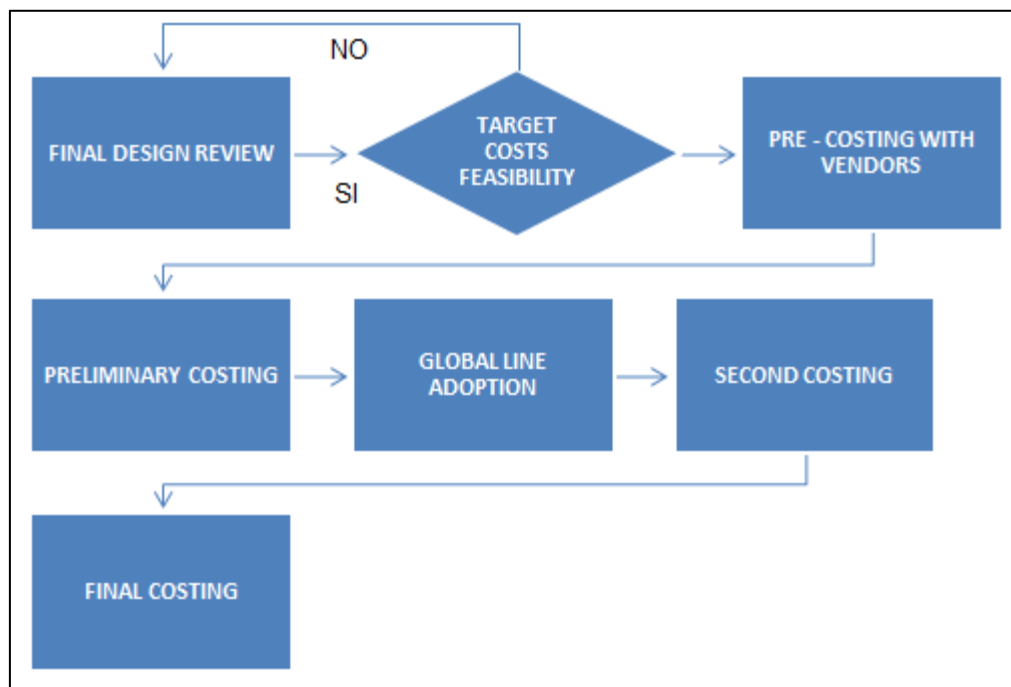 NO
FINAL DESIGN REVIEW
SI
TARGET
COSTS
FEASIBILITY
PRE - COSTING WITH
VENDORS
PRELIMINARY COSTING
GLOBAL LINE
ADOPTION
SECOND COSTING
FINAL COSTING